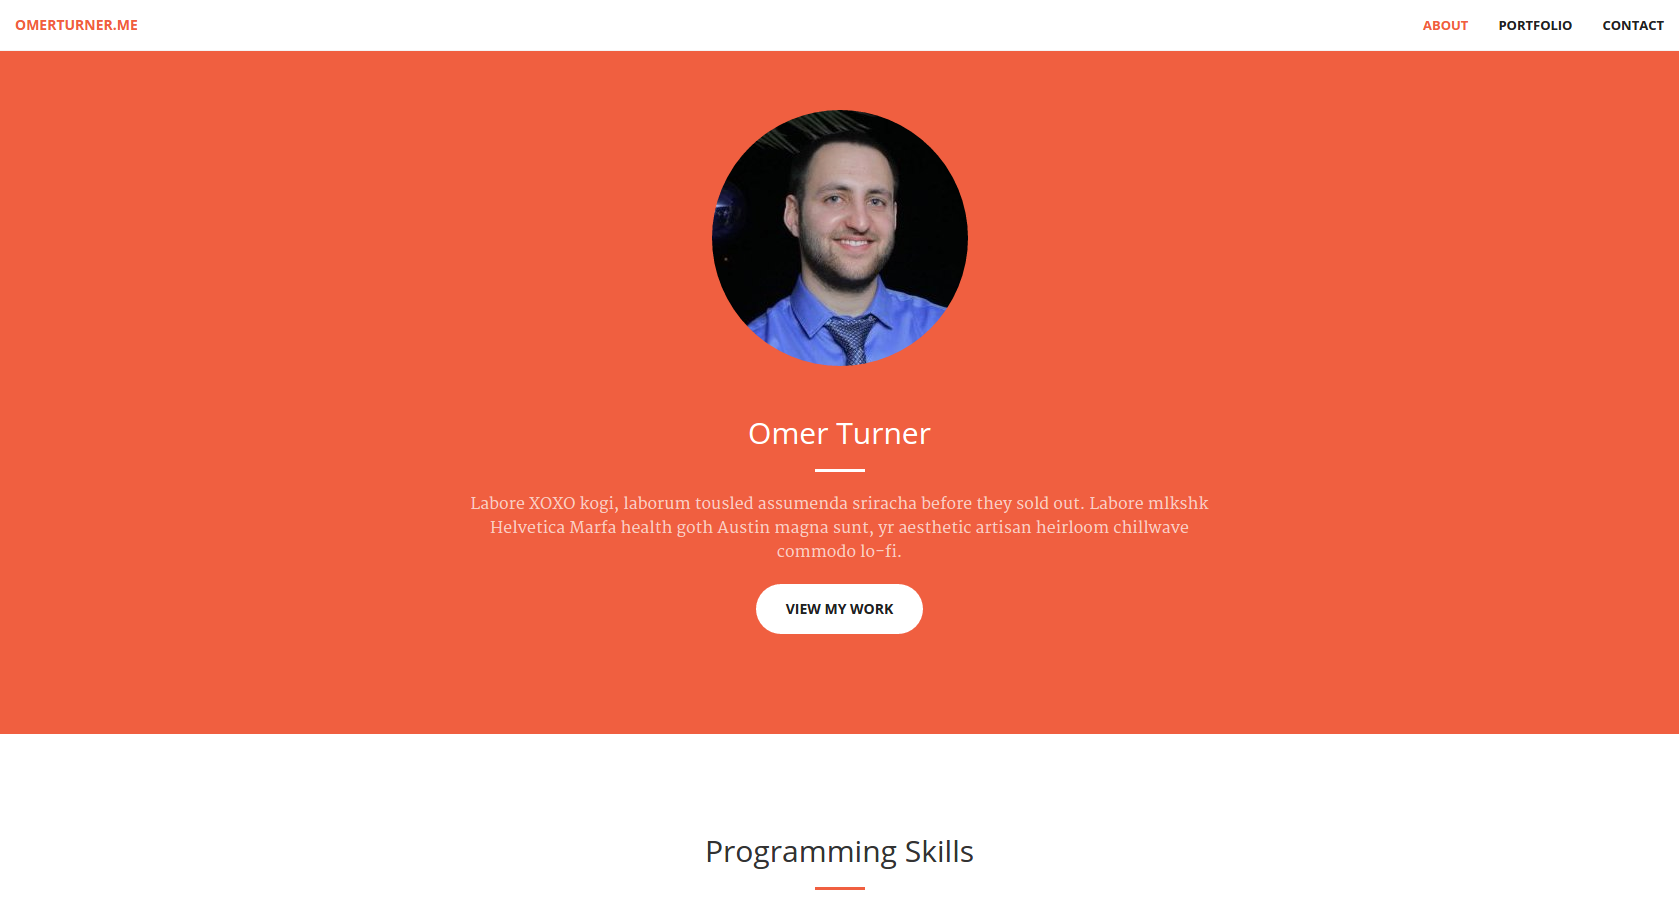 OMERTURNER.ME
ABOUT PORTFOLIO CONTACT
Omer Turner
Labore XOXO kogi, laborum tousled assumenda sriracha before they sold out. Labore mlkshk
Helvetica Marfa health goth Austin magna sunt, yr aesthetic artisan heirloom chillwave
commodo lo-fi.
VIEW MY WORK
Programming Skills